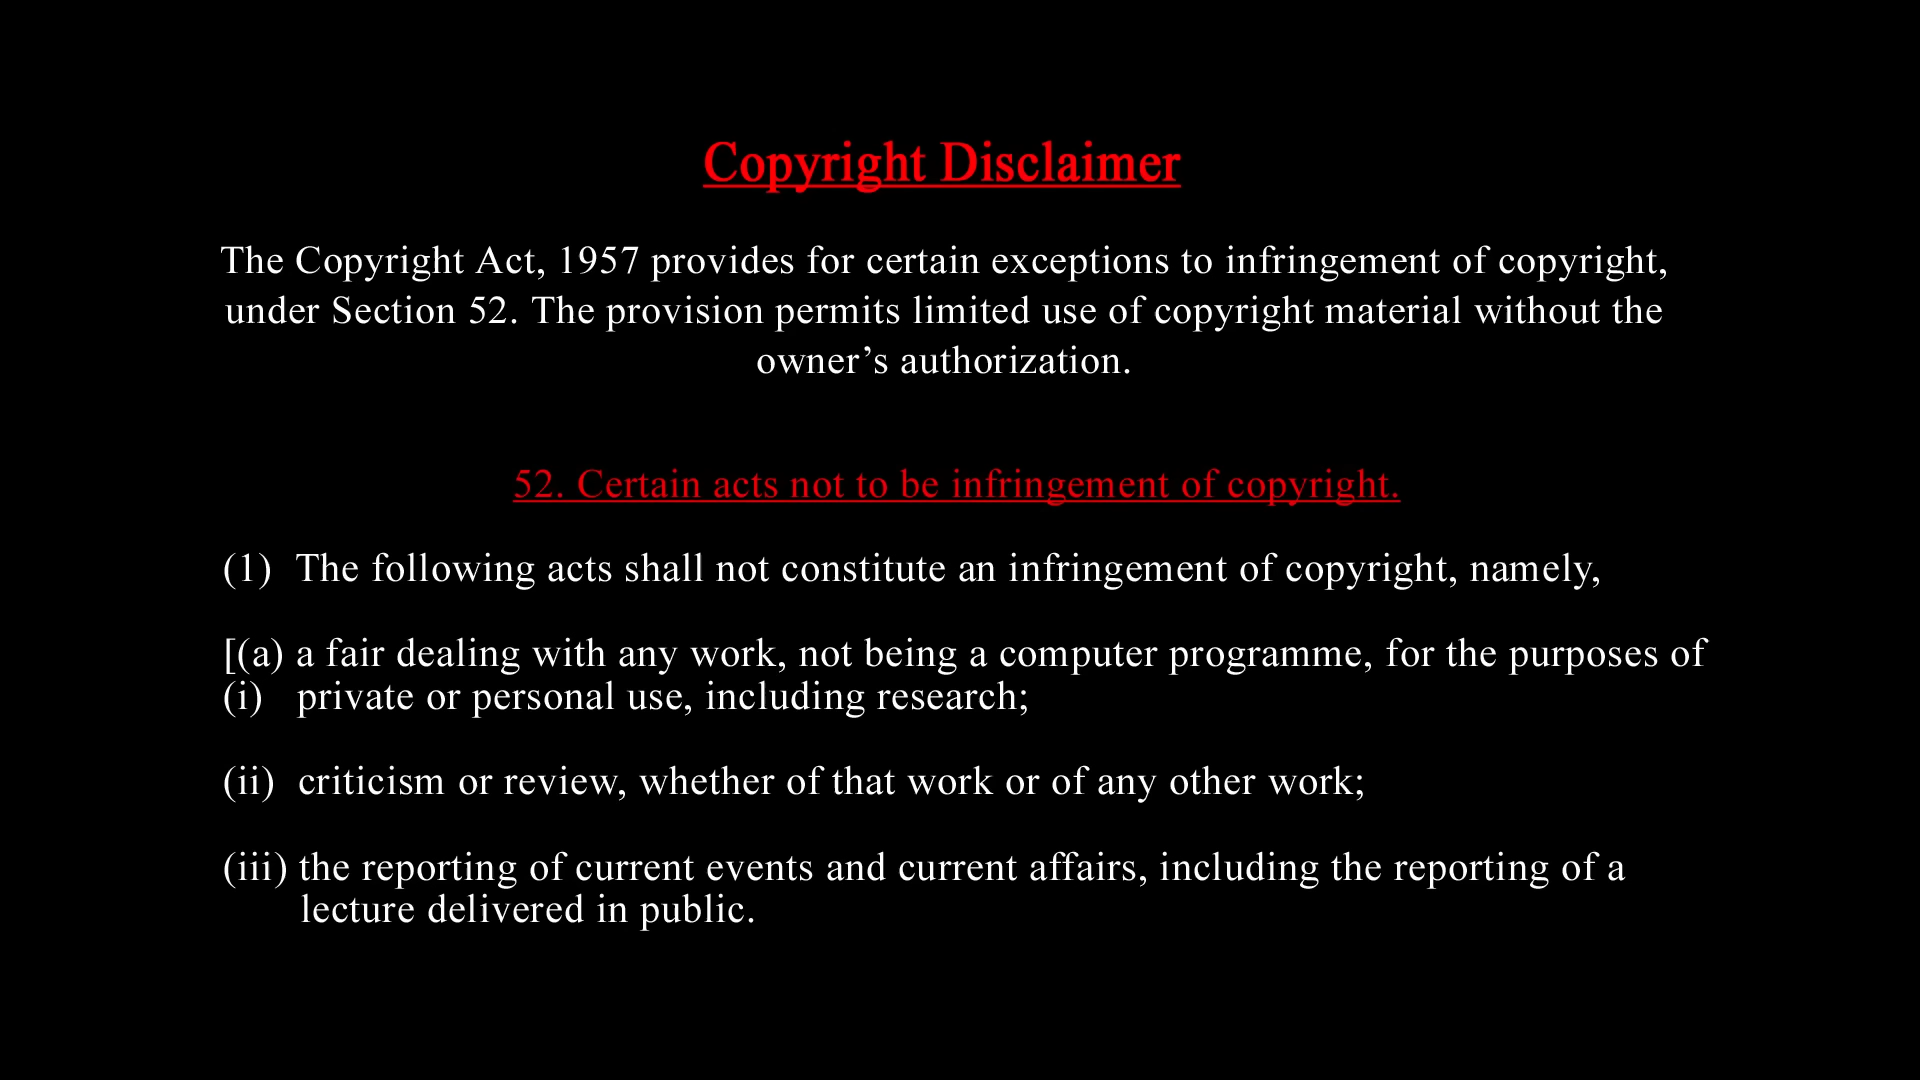 Copyright Disclaimer
The Copyright Act, 1957 provides for certain exceptions to infringement of copyright,
under Section 52. The provision permits limited use of copyright material without the
owner’s authorization.
52. Certain acts not to be infringement of copyright.
(1) The following acts shall not constitute an infringement of copyright, namely,
[(a) a fair dealing with any work, not being a computer programme, for the purposes of
(i) private or personal use, including research;
(ii) criticism or review, whether of that work or of any other work;
(iii) the reporting of current events and current affairs, including the reporting of a
lecture delivered in public.